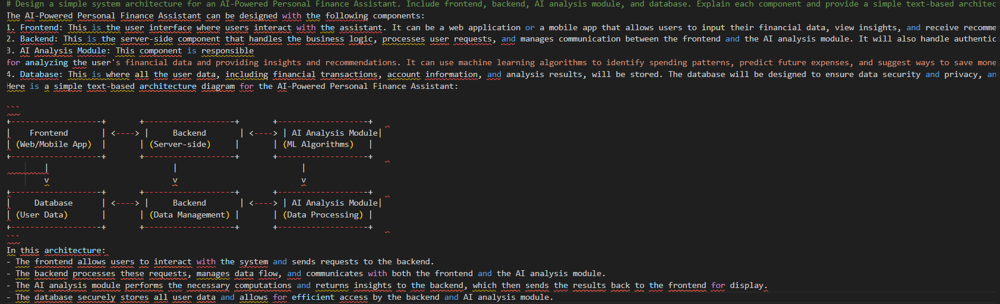 # Design a simple system architecture for an AI-Powered Personal Finance Assistant. Include frontend, backend, AI analysis module, and database. Explain each component and provide a simple text-based architec
The AI-Powered Personal Finance Assistant can be designed with the following components:
1. Frontend: This is the user interface where users interact with the assistant. It can be a web application or a mobile app that allows users to input their financial data, view insights, and receive recomme
2. Backend: This is the server-side component that handles the business logic, processes user requests, and manages communication between the frontend and the AI analysis module. It will also handle authentic
3. AI Analysis Module: This component is responsible
for analyzing the user's financial data and providing insights and recommendations. It can use machine learning algorithms to identify spending patterns, predict future expenses, and suggest ways to save mone
4. Database: This is where all the user data, including financial transactions, account information, and analysis results, will be stored. The database will be designed to ensure data security and privacy, an
Here is a simple text-based architecture diagram for the AI-Powered Personal Finance Assistant:
```
+-------------------+       +-------------------+       +-------------------+
|    Frontend       | <----> |     Backend       | <----> | AI Analysis Module|
| (Web/Mobile App)  |       | (Server-side)     |       | (ML Algorithms)   |
+-------------------+       +-------------------+       +-------------------+
        |                          |                          |
        v                          v                          v
+-------------------+       +-------------------+       +-------------------+
|     Database      | <----> |     Backend       | <----> | AI Analysis Module|
| (User Data)       |       | (Data Management) |       | (Data Processing) |
+-------------------+       +-------------------+       +-------------------+
```
In this architecture:
- The frontend allows users to interact with the system and sends requests to the backend.
- The backend processes these requests, manages data flow, and communicates with both the frontend and the AI analysis module.
- The AI analysis module performs the necessary computations and returns insights to the backend, which then sends the results back to the frontend for display.
- The database securely stores all user data and allows for efficient access by the backend and AI analysis module.